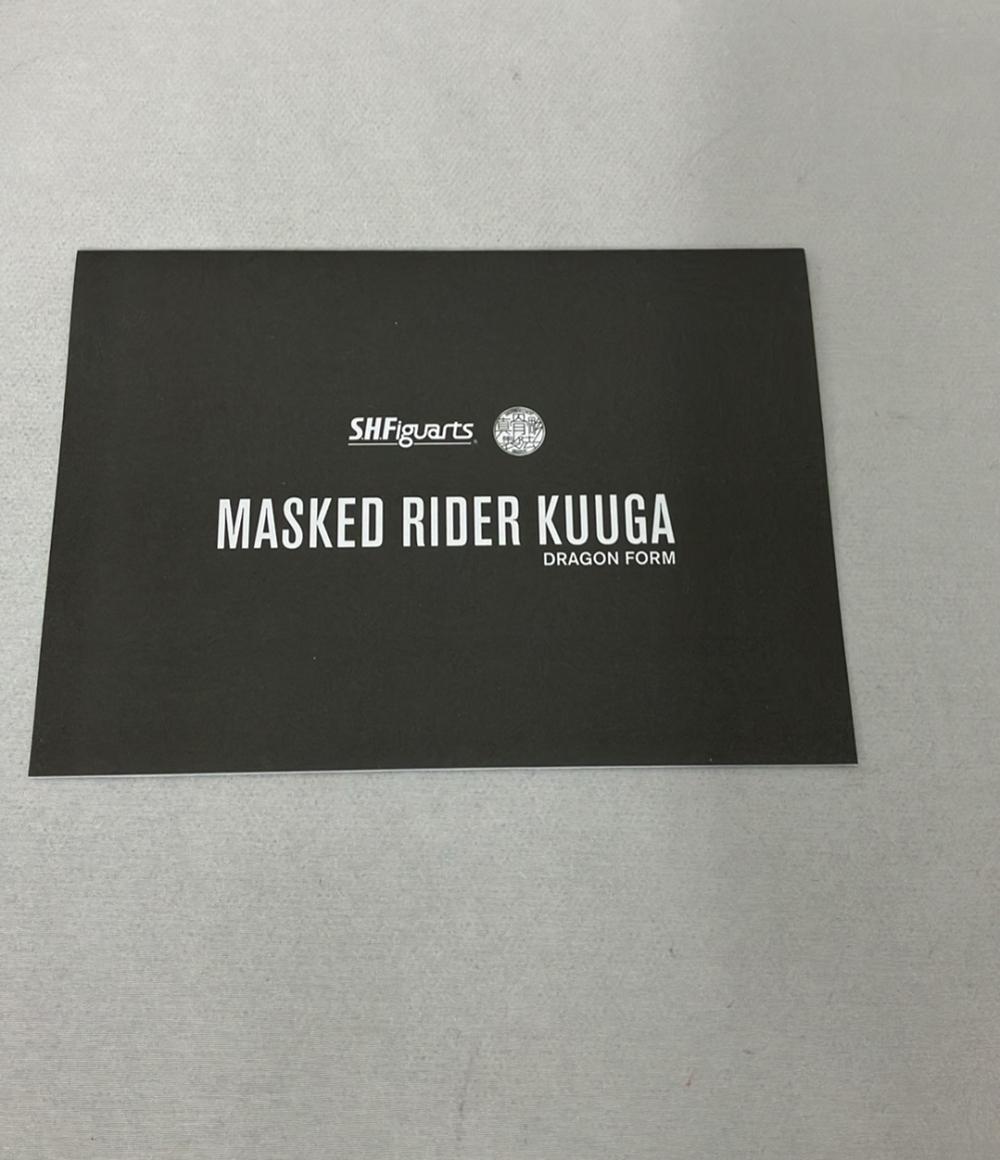 S.H.Figuarts
MASKED RIDER KUUGA
DRAGON FORM